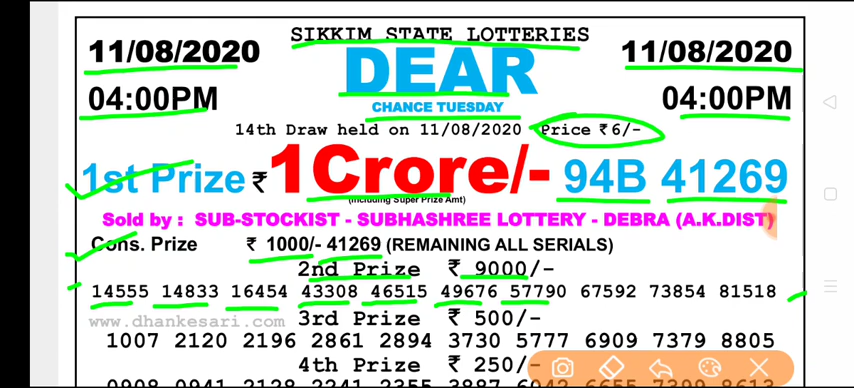 SIKKIM STATE LOTTERIES
11/08/2020 DEAR 11/08/2020
04:00PM CHANCE TUESDAY 04:00PM
14th Draw held on 11/08/2020 Price ₹6/-
1st Prize ₹1Crore/- 94B 41269
(Including Super Prize Amt)
Sold by : SUB-STOCKIST - SUBHASHREE LOTTERY - DEBRA (A.K.DIST)
Cons. Prize ₹ 1000/- 41269 (REMAINING ALL SERIALS)
2nd Prize ₹ 9000/-
14555 14833 16454 43308 46515 49676 57790 67592 73854 81518
www.dhankesari.com 3rd Prize ₹ 500/-
1007 2120 2196 2861 2894 3730 5777 6909 7379 8805
4th Prize ₹ 250/-